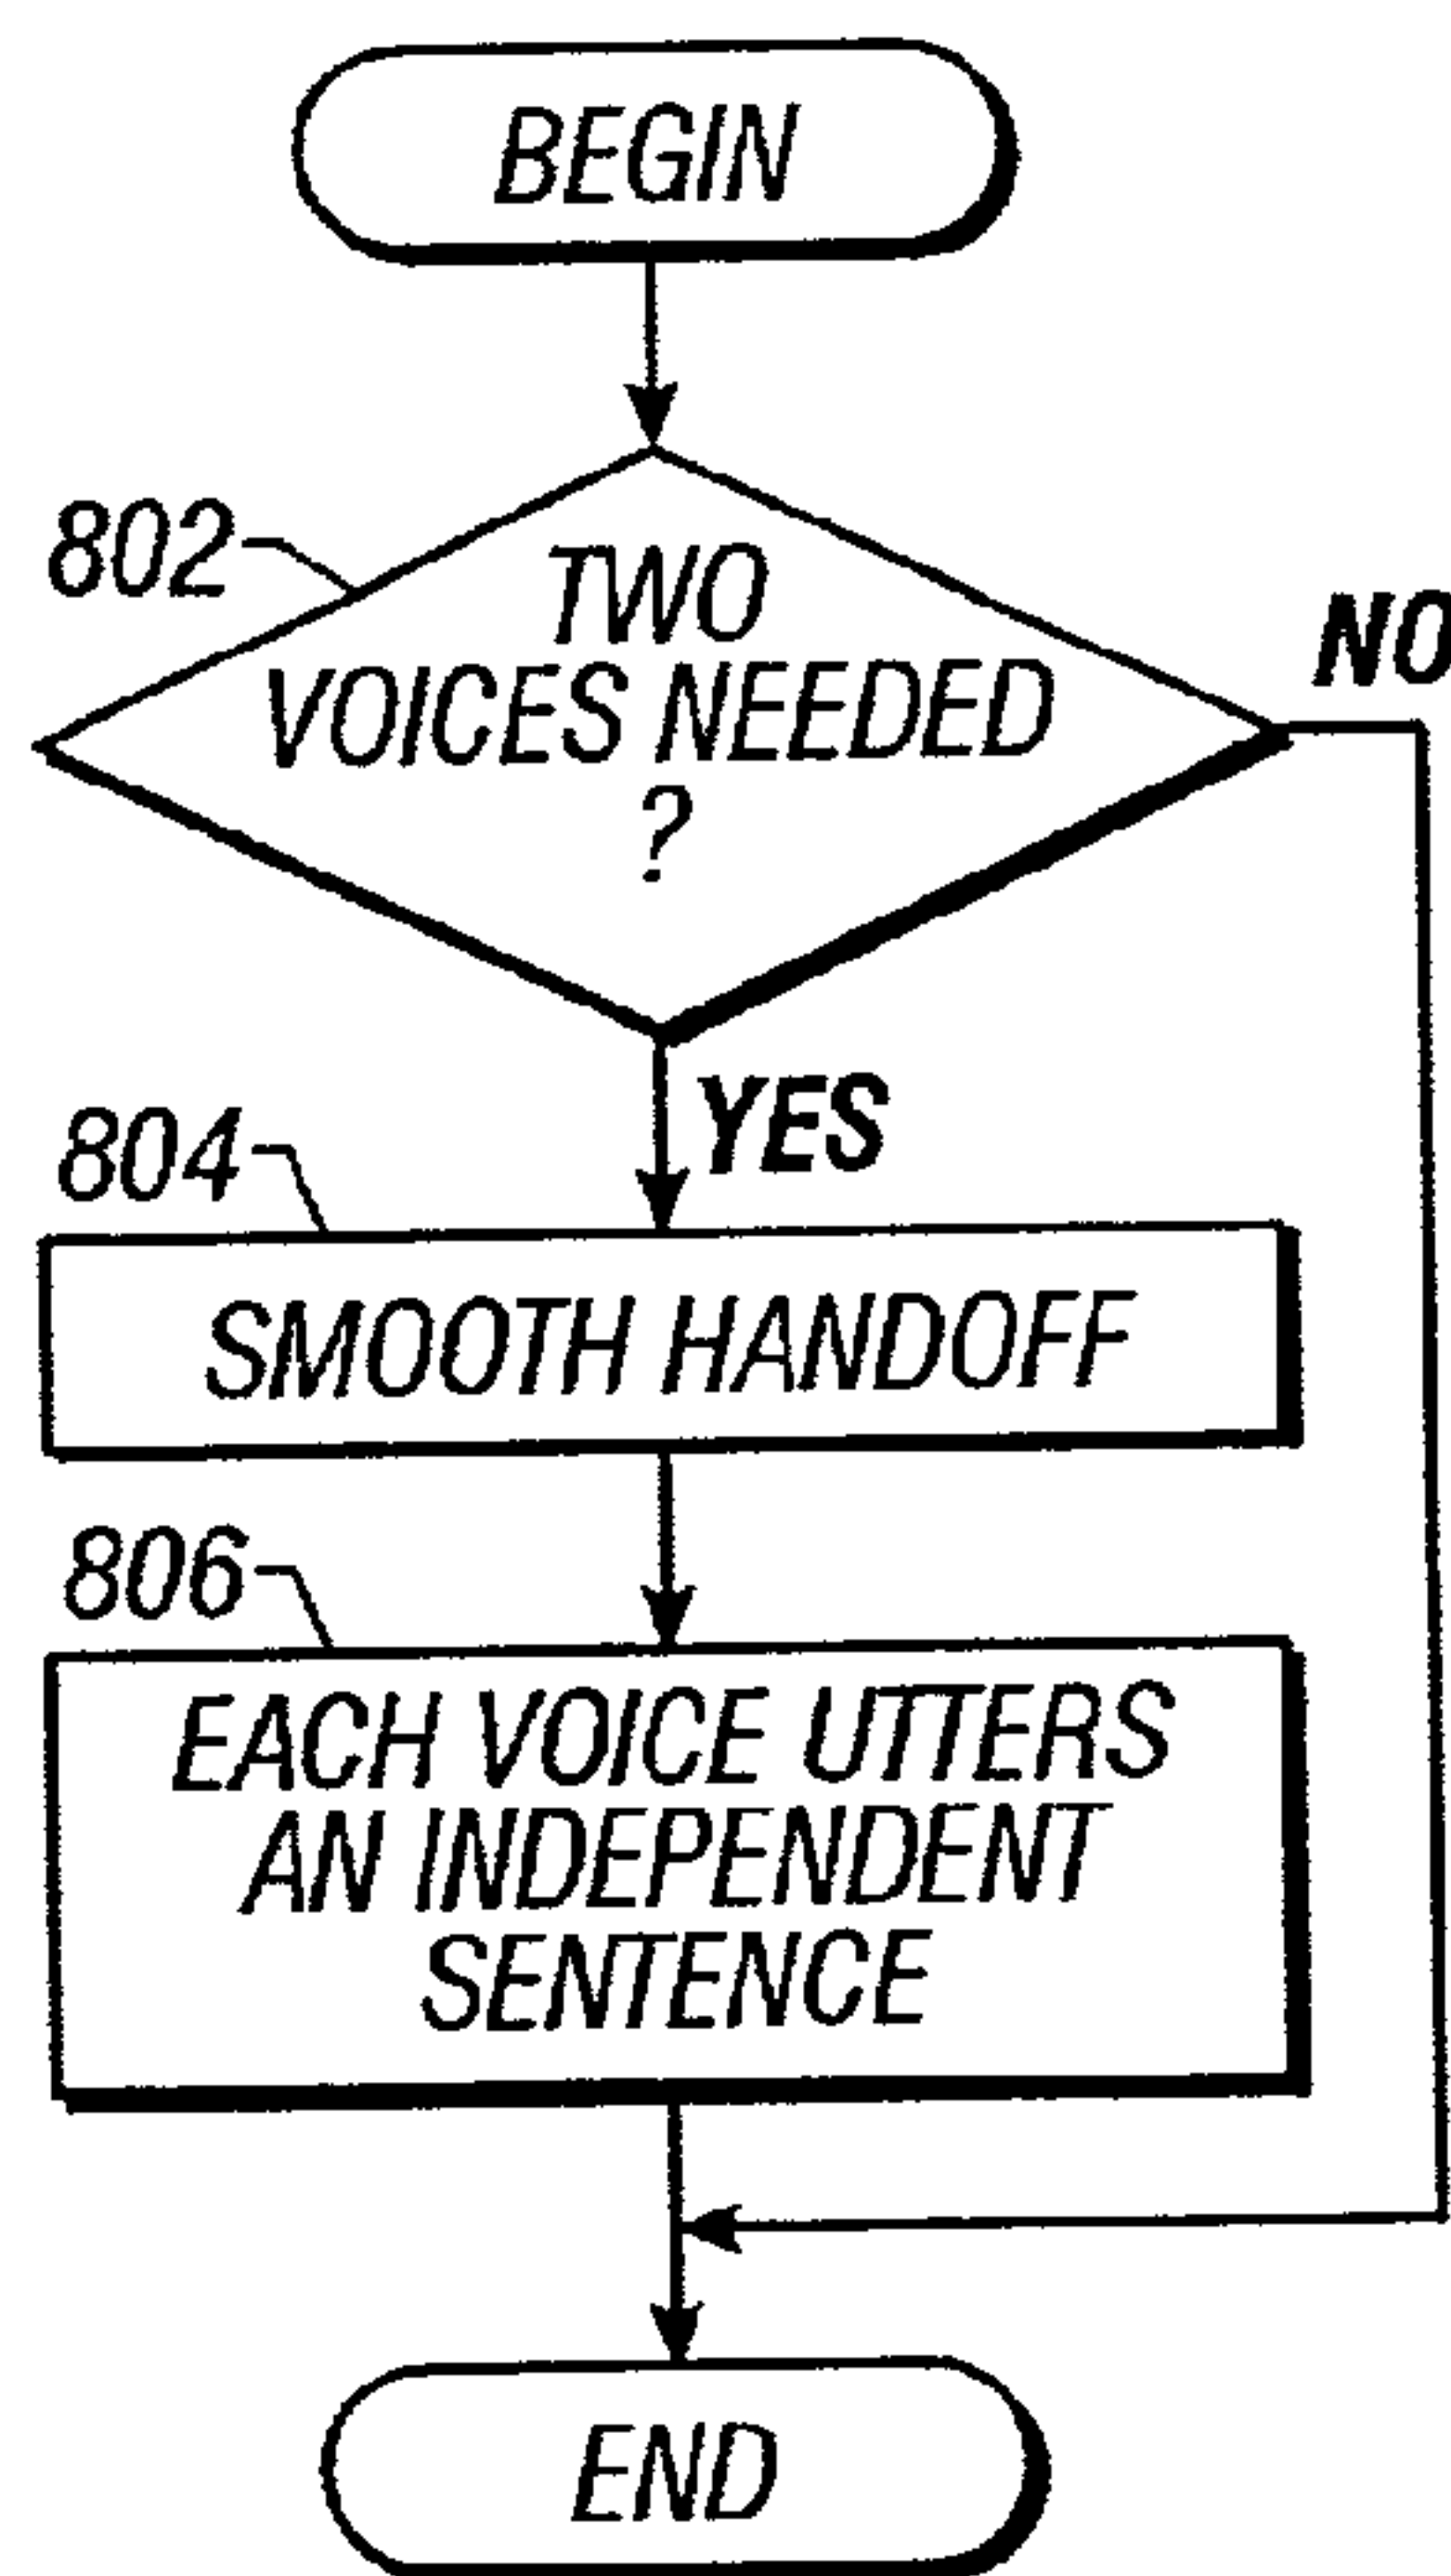 BEGIN
802
TWO
VOICES NEEDED
?
NO
YES
804
SMOOTH HANDOFF
806
EACH VOICE UTTERS
AN INDEPENDENT
SENTENCE
END